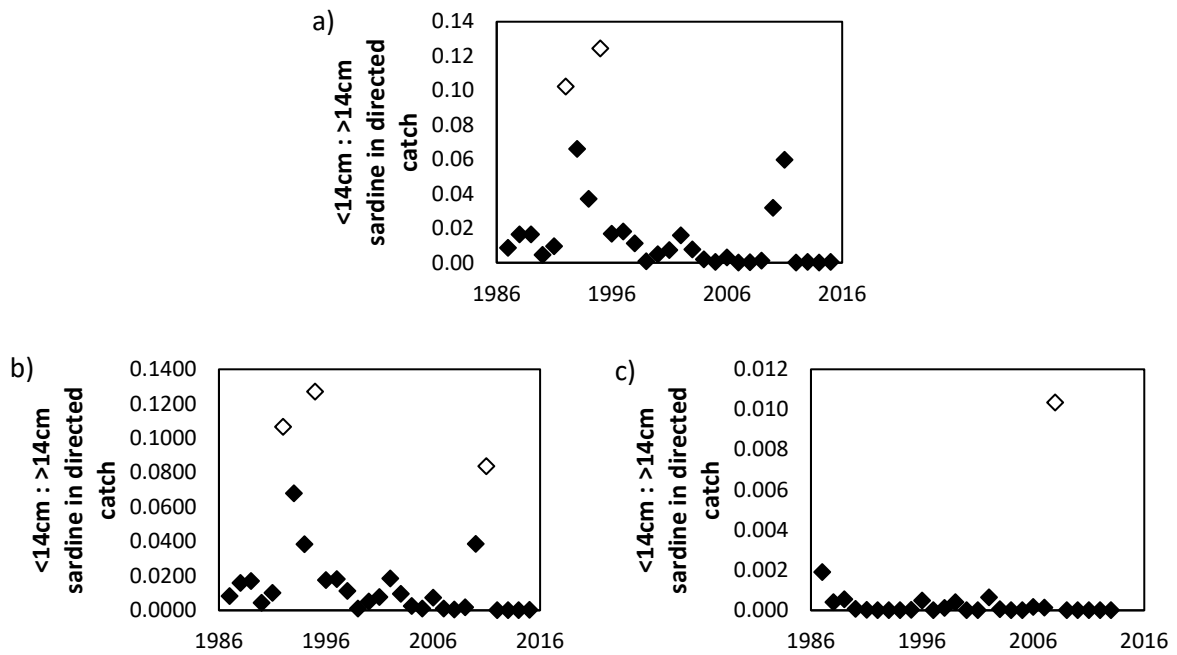 a)
<14cm : >14cm
sardine in directed
catch
0.14
0.12
0.10
0.08
0.06
0.04
0.02
0.00
1986 1996 2006 2016
b)
<14cm : >14cm
sardine in directed
catch
0.1400
0.1200
0.1000
0.0800
0.0600
0.0400
0.0200
0.0000
1986 1996 2006 2016
c)
<14cm : >14cm
sardine in directed
catch
0.012
0.010
0.008
0.006
0.004
0.002
0.000
1986 1996 2006 2016